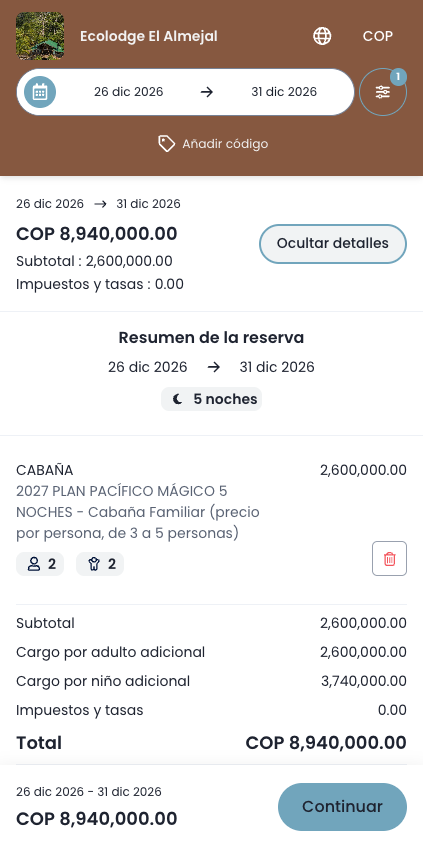 Ecolodge El Almejal
COP
26 dic 2026 → 31 dic 2026
1
Añadir código
26 dic 2026 → 31 dic 2026
COP 8,940,000.00
Subtotal : 2,600,000.00
Impuestos y tasas : 0.00
Ocultar detalles
Resumen de la reserva
26 dic 2026 → 31 dic 2026
5 noches
CABAÑA 2,600,000.00
2027 PLAN PACÍFICO MÁGICO 5
NOCHES - Cabaña Familiar (precio
por persona, de 3 a 5 personas)
2 2
Subtotal 2,600,000.00
Cargo por adulto adicional 2,600,000.00
Cargo por niño adicional 3,740,000.00
Impuestos y tasas 0.00
Total COP 8,940,000.00
26 dic 2026 - 31 dic 2026
COP 8,940,000.00
Continuar